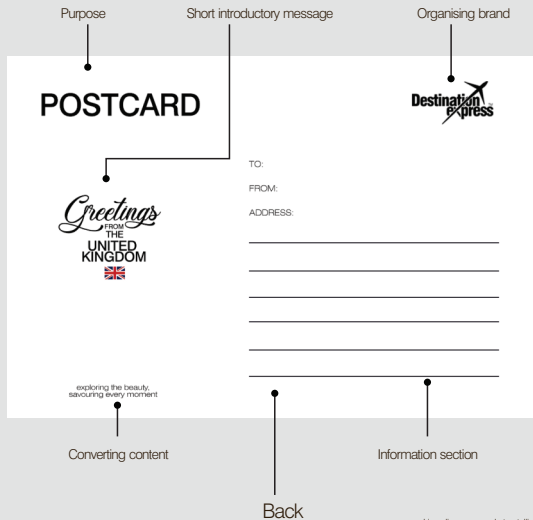 Purpose
Short introductory message
Organising brand
POSTCARD
Destination
express
TO:
FROM:
ADDRESS:
Greetings
FROM
THE
UNITED
KINGDOM
exploring the beauty,
savouring every moment
Converting content
Information section
Back